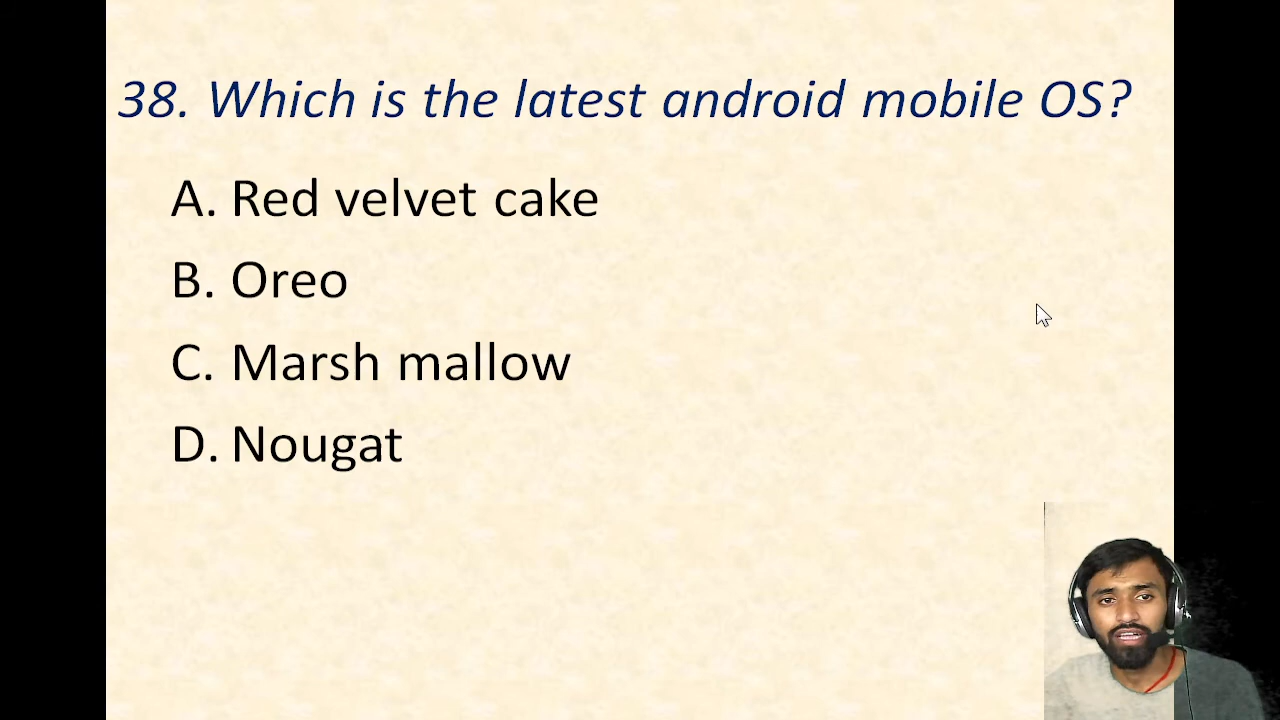 38. Which is the latest android mobile OS?
A. Red velvet cake
B. Oreo
C. Marsh mallow
D. Nougat